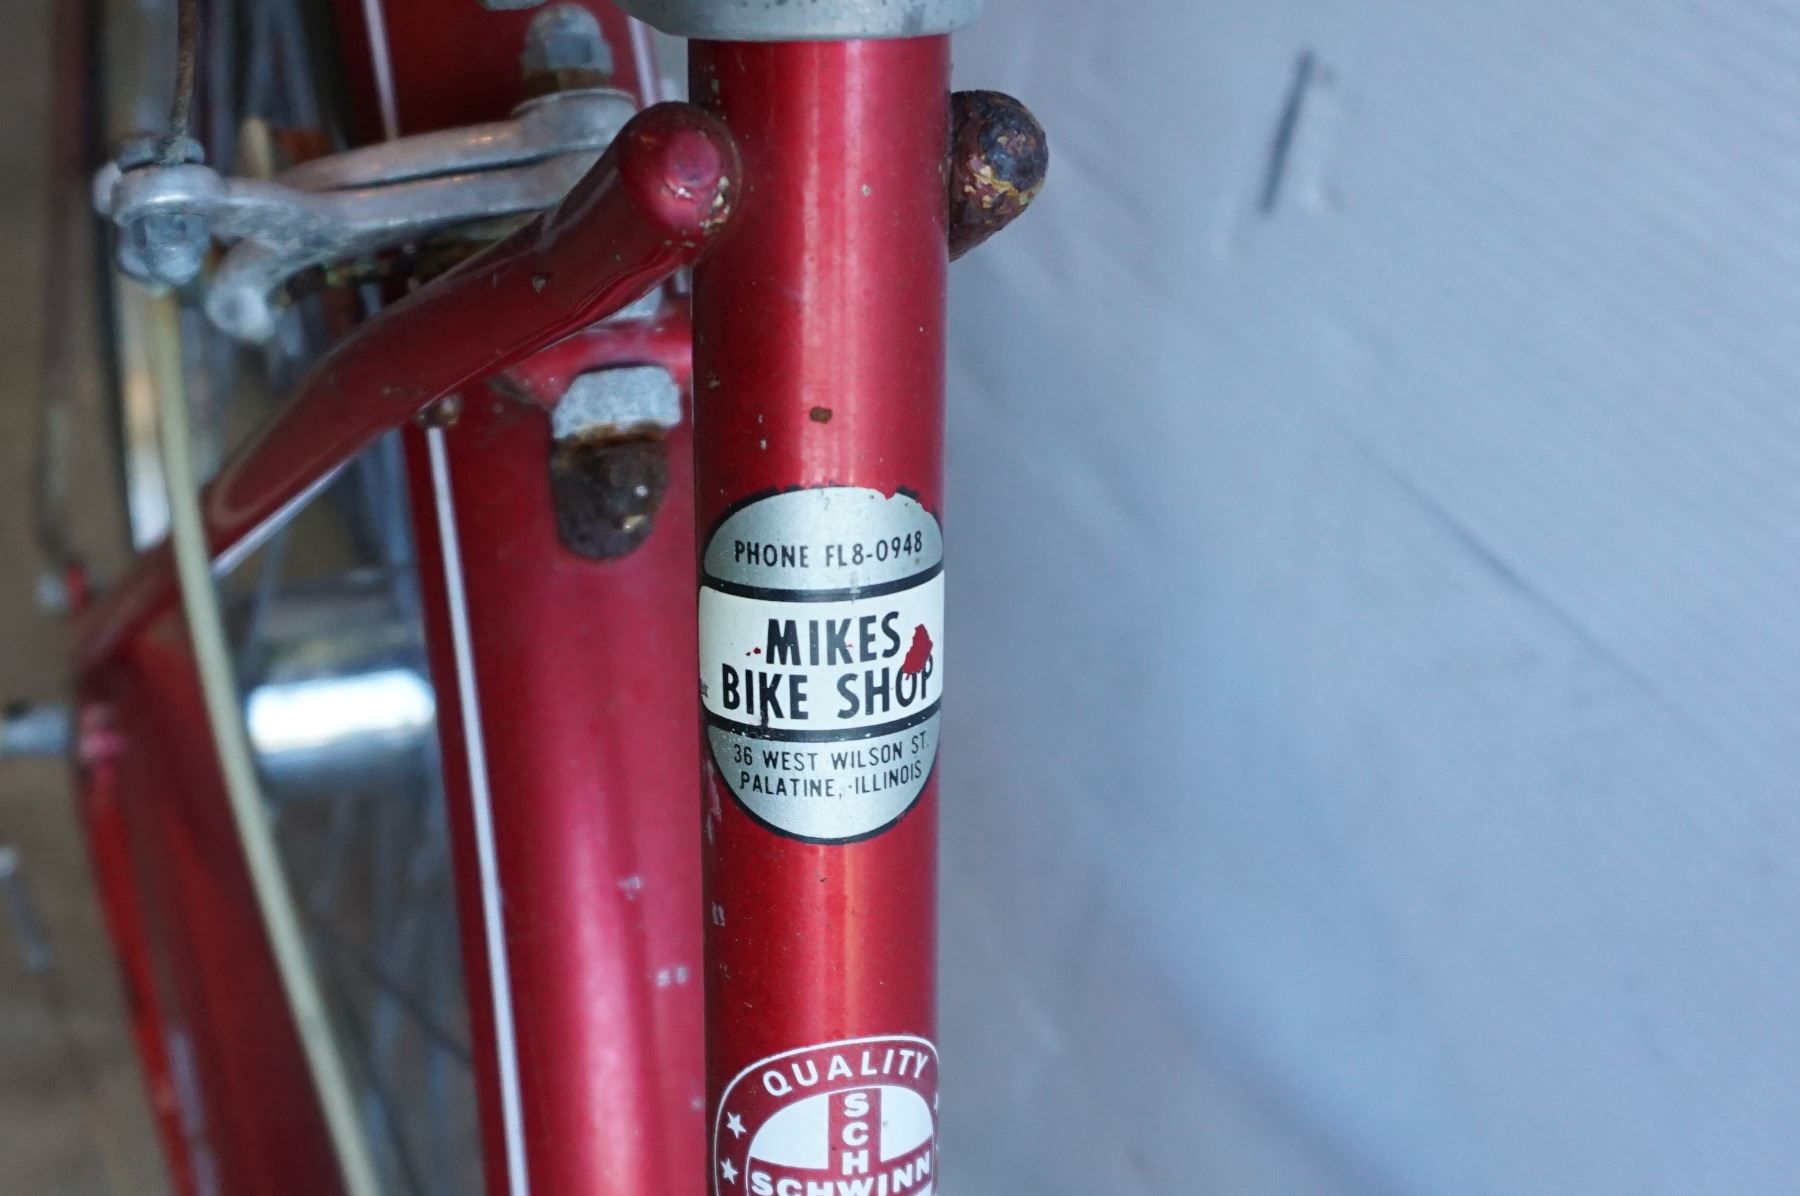 PHONE FL8-0948
MIKES
BIKE SHOP
36 WEST WILSON ST.
PALATINE, ILLINOIS
QUALITY
SCH
SCHWINN